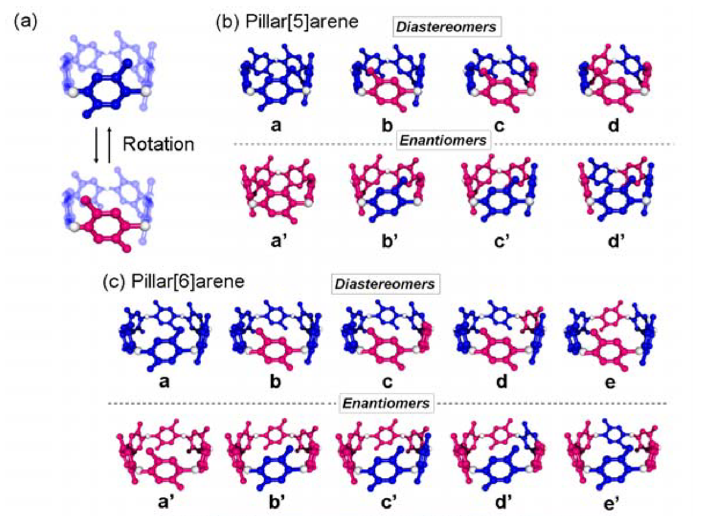 (a)
Rotation
(b) Pillar[5]arene
Diastereomers
a b c d
Enantiomers
a’ b’ c’ d’
(c) Pillar[6]arene
Diastereomers
a b c d e
Enantiomers
a’ b’ c’ d’ e’